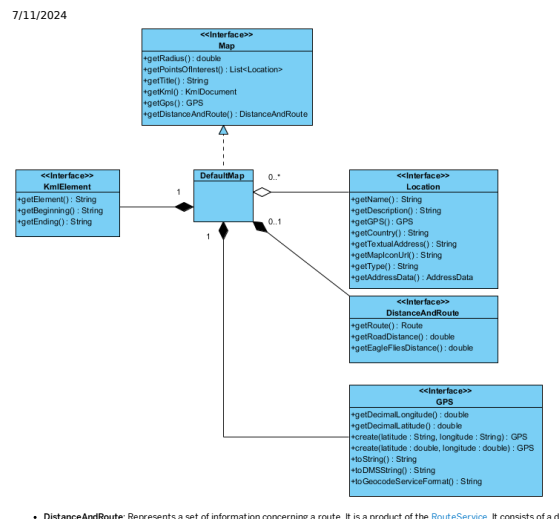 7/11/2024
<<Interface>>
Map
+getRadius() : double
+getPointsOfInterest() : List<Location>
+getTitle() : String
+getKml() : KmlDocument
+getGps() : GPS
+getDistanceAndRoute() : DistanceAndRoute
<<Interface>>
KmlElement
+getElement() : String
+getBeginning() : String
+getEnding() : String
1
DefaultMap
0..*
0..1
1
<<Interface>>
Location
+getName() : String
+getDescription() : String
+getGPS() : GPS
+getCountry() : String
+getTextualAddress() : String
+getMapIconUrl() : String
+getType() : String
+getAddressData() : AddressData
<<Interface>>
DistanceAndRoute
+getRoute() : Route
+getRoadDistance() : double
+getEagleFliesDistance() : double
<<Interface>>
GPS
+getDecimalLongitude() : double
+getDecimalLatitude() : double
+create(latitude : String, longitude : String) : GPS
+create(latitude : double, longitude : double) : GPS
+toString() : String
+toDMSString() : String
+toGeocodeServiceFormat() : String
• DistanceAndRoute: Represents a set of information concerning a route. It is a product of the RouteService. It consists of a d